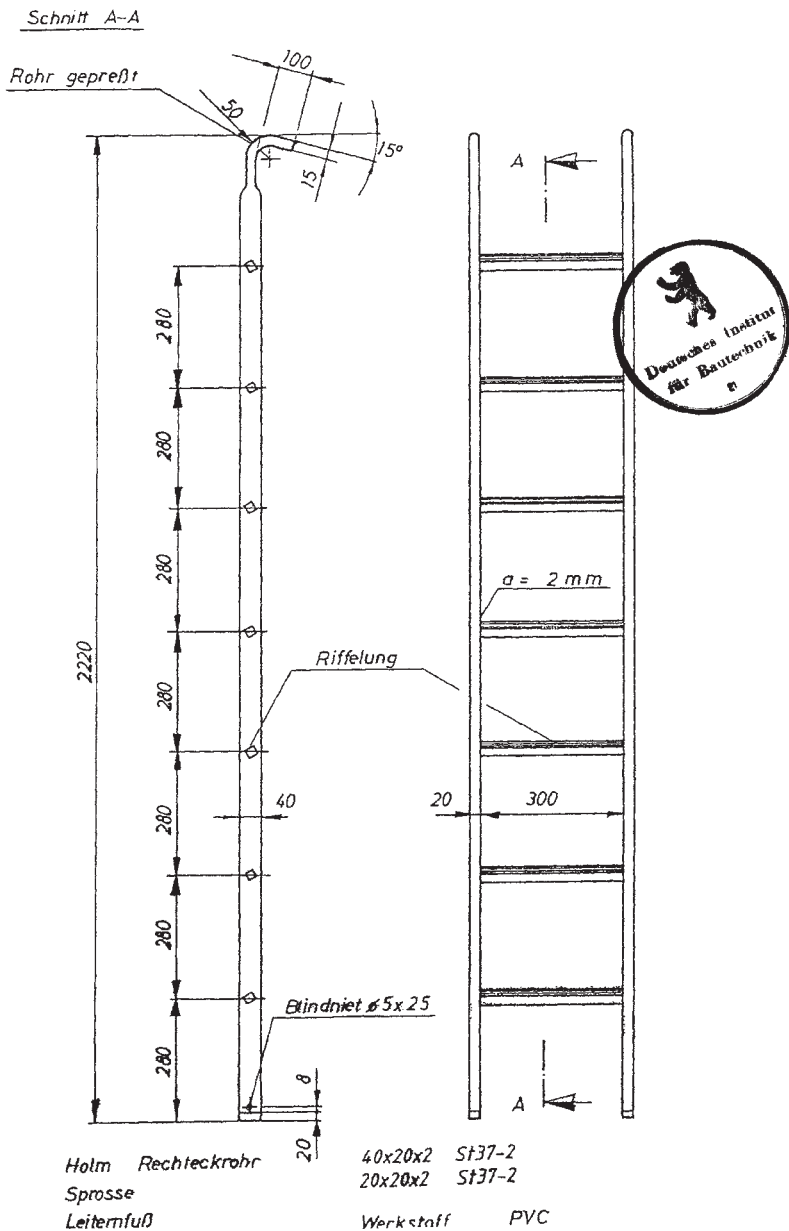 Schnitt A-A
Rohr gepreßt
100
50
15°
15
A
280
280
280
280
280
280
280
2220
Deutsches Institut
für Bautechnik
a = 2 mm
Riffelung
40
20
300
Blindniet ø5x25
8
20
A
Holm Rechteckrohr 40x20x2 St37-2
Sprosse 20x20x2 St37-2
Leiternfuß Werkstoff PVC